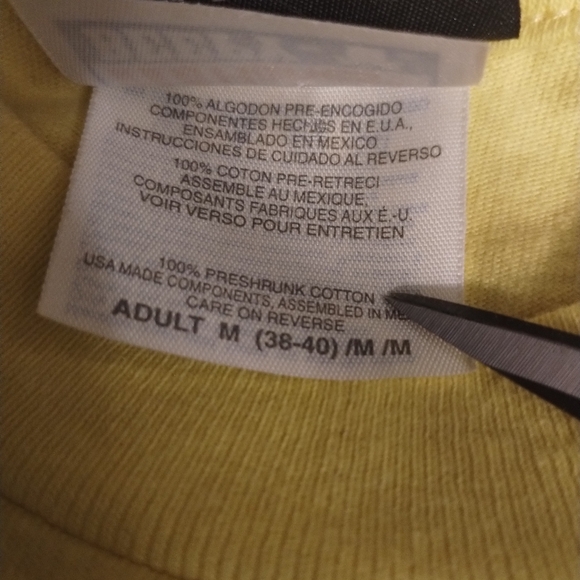 100% ALGODON PRE-ENCOGIDO
COMPONENTES HECHOS EN E.U.A.,
ENSAMBLADO EN MEXICO
INSTRUCCIONES DE CUIDADO AL REVERSO
100% COTON PRE-RETRECI
ASSEMBLE AU MEXIQUE,
COMPOSANTS FABRIQUES AUX É.-U.
VOIR VERSO POUR ENTRETIEN
100% PRESHRUNK COTTON
USA MADE COMPONENTS, ASSEMBLED IN
CARE ON REVERSE
ADULT M (38-40) /M /M